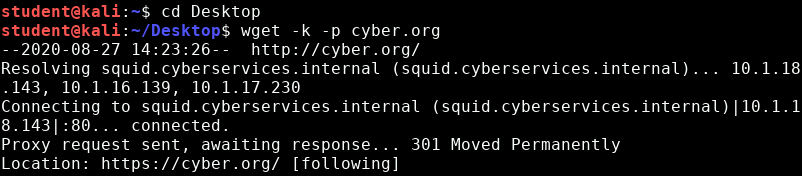 student@kali:~$ cd Desktop
student@kali:~/Desktop$ wget -k -p cyber.org
--2020-08-27 14:23:26--  http://cyber.org/
Resolving squid.cyberservices.internal (squid.cyberservices.internal)... 10.1.18
.143, 10.1.16.139, 10.1.17.230
Connecting to squid.cyberservices.internal (squid.cyberservices.internal)|10.1.1
8.143|:80... connected.
Proxy request sent, awaiting response... 301 Moved Permanently
Location: https://cyber.org/ [following]